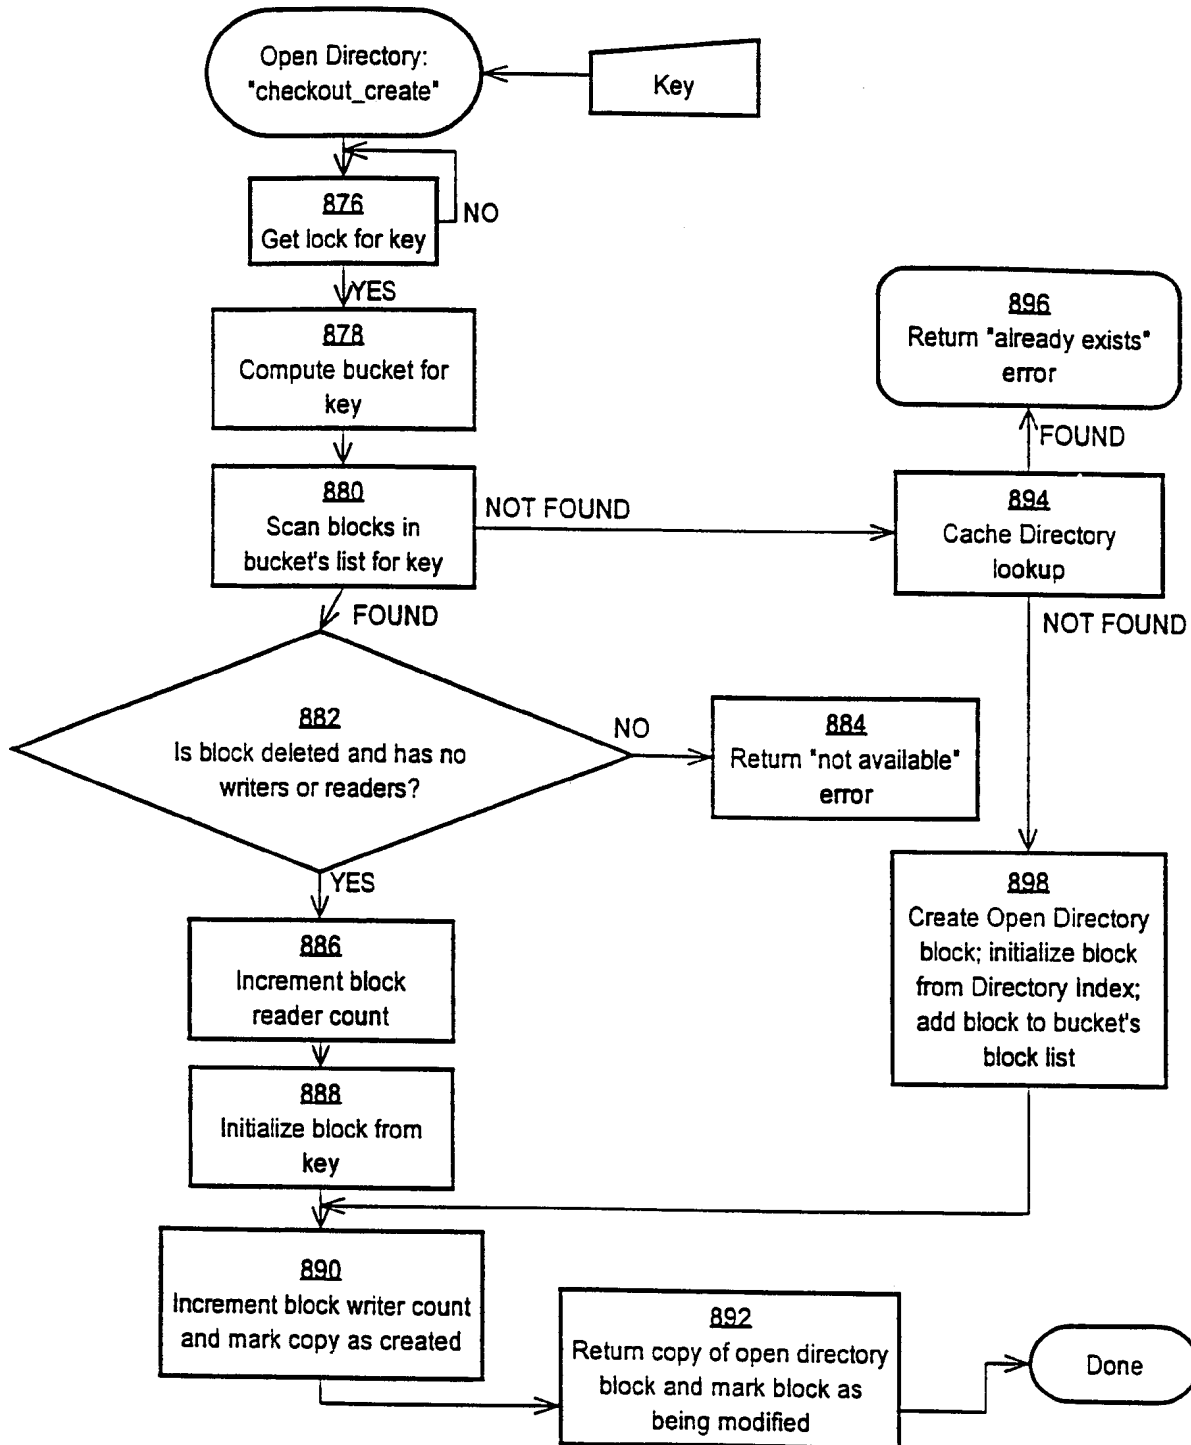 Open Directory:
"checkout_create"
Key
876
Get lock for key
NO
YES
878
Compute bucket for
key
880
Scan blocks in
bucket's list for key
NOT FOUND
FOUND
896
Return "already exists"
error
FOUND
894
Cache Directory
lookup
NOT FOUND
882
Is block deleted and has no
writers or readers?
NO
884
Return "not available"
error
YES
886
Increment block
reader count
898
Create Open Directory
block; initialize block
from Directory Index;
add block to bucket's
block list
888
Initialize block from
key
890
Increment block writer count
and mark copy as created
892
Return copy of open directory
block and mark block as
being modified
Done